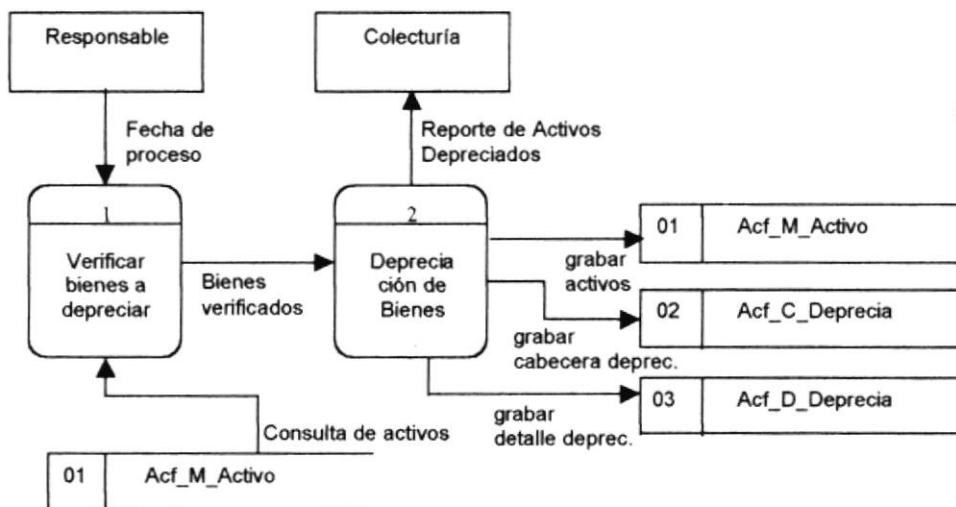 Responsable
Colecturía
Fecha de
proceso
Reporte de Activos
Depreciados
1
Verificar
bienes a
depreciar
Bienes
verificados
2
Deprecia
ción de
Bienes
grabar
activos
01
Acf_M_Activo
grabar
cabecera deprec.
02
Acf_C_Deprecia
grabar
detalle deprec.
03
Acf_D_Deprecia
Consulta de activos
01
Acf_M_Activo